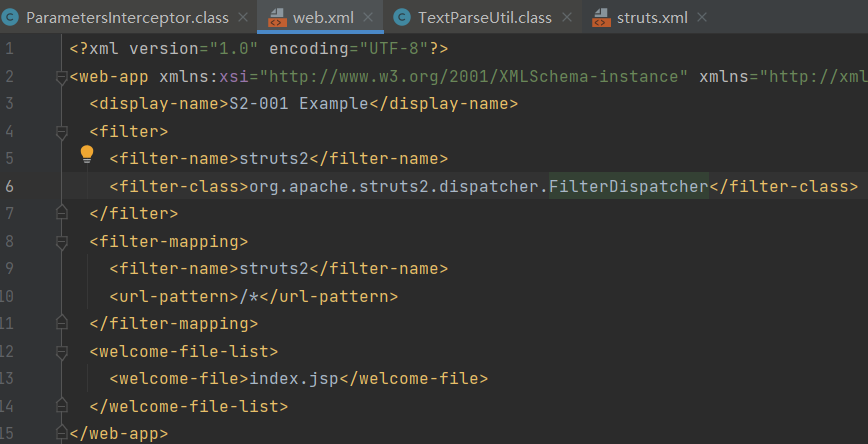 ParametersInterceptor.class web.xml TextParseUtil.class struts.xml
1 <?xml version="1.0" encoding="UTF-8"?>
2 <web-app xmlns:xsi="http://www.w3.org/2001/XMLSchema-instance" xmlns="http://xml
3 <display-name>S2-001 Example</display-name>
4 <filter>
5 <filter-name>struts2</filter-name>
6 <filter-class>org.apache.struts2.dispatcher.FilterDispatcher</filter-class>
7 </filter>
8 <filter-mapping>
9 <filter-name>struts2</filter-name>
10 <url-pattern>/*</url-pattern>
11 </filter-mapping>
12 <welcome-file-list>
13 <welcome-file>index.jsp</welcome-file>
14 </welcome-file-list>
15 </web-app>